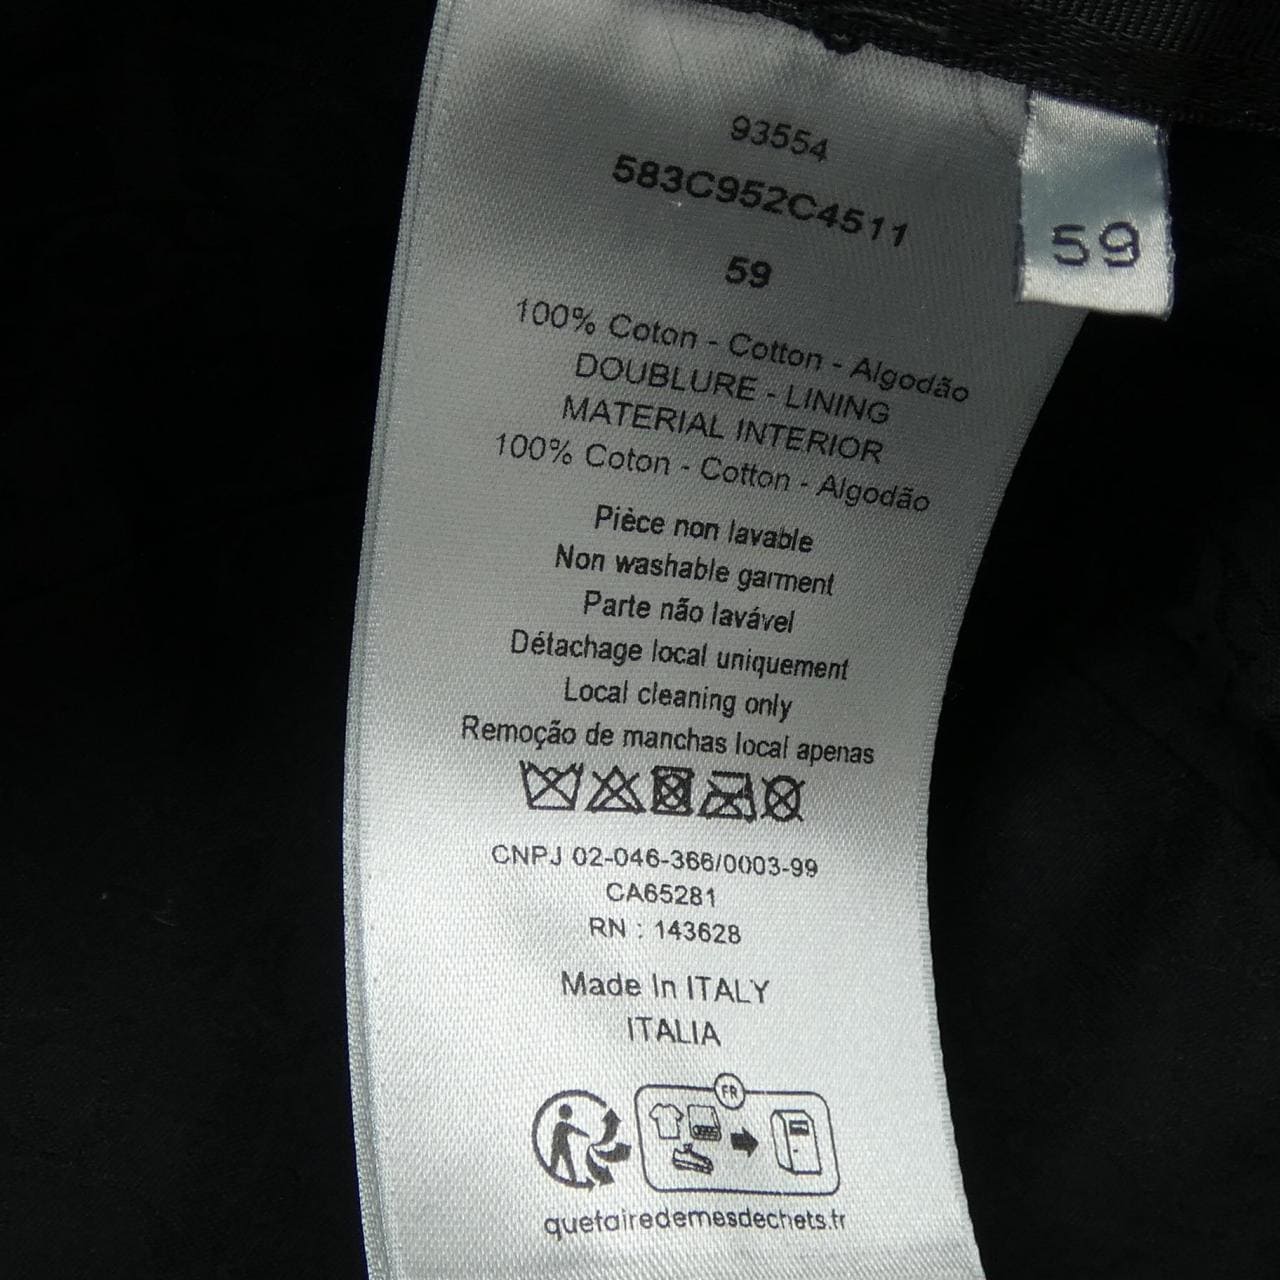 93554
583C952C4511
59
59
100% Coton - Cotton - Algodão
DOUBLURE - LINING
MATERIAL INTERIOR
100% Coton - Cotton - Algodão
Pièce non lavable
Non washable garment
Parte não lavável
Détachage local uniquement
Local cleaning only
Remoção de manchas local apenas
CNPJ 02-046-366/0003-99
CA65281
RN : 143628
Made In ITALY
ITALIA
FR
quefairedemesdechets.fr